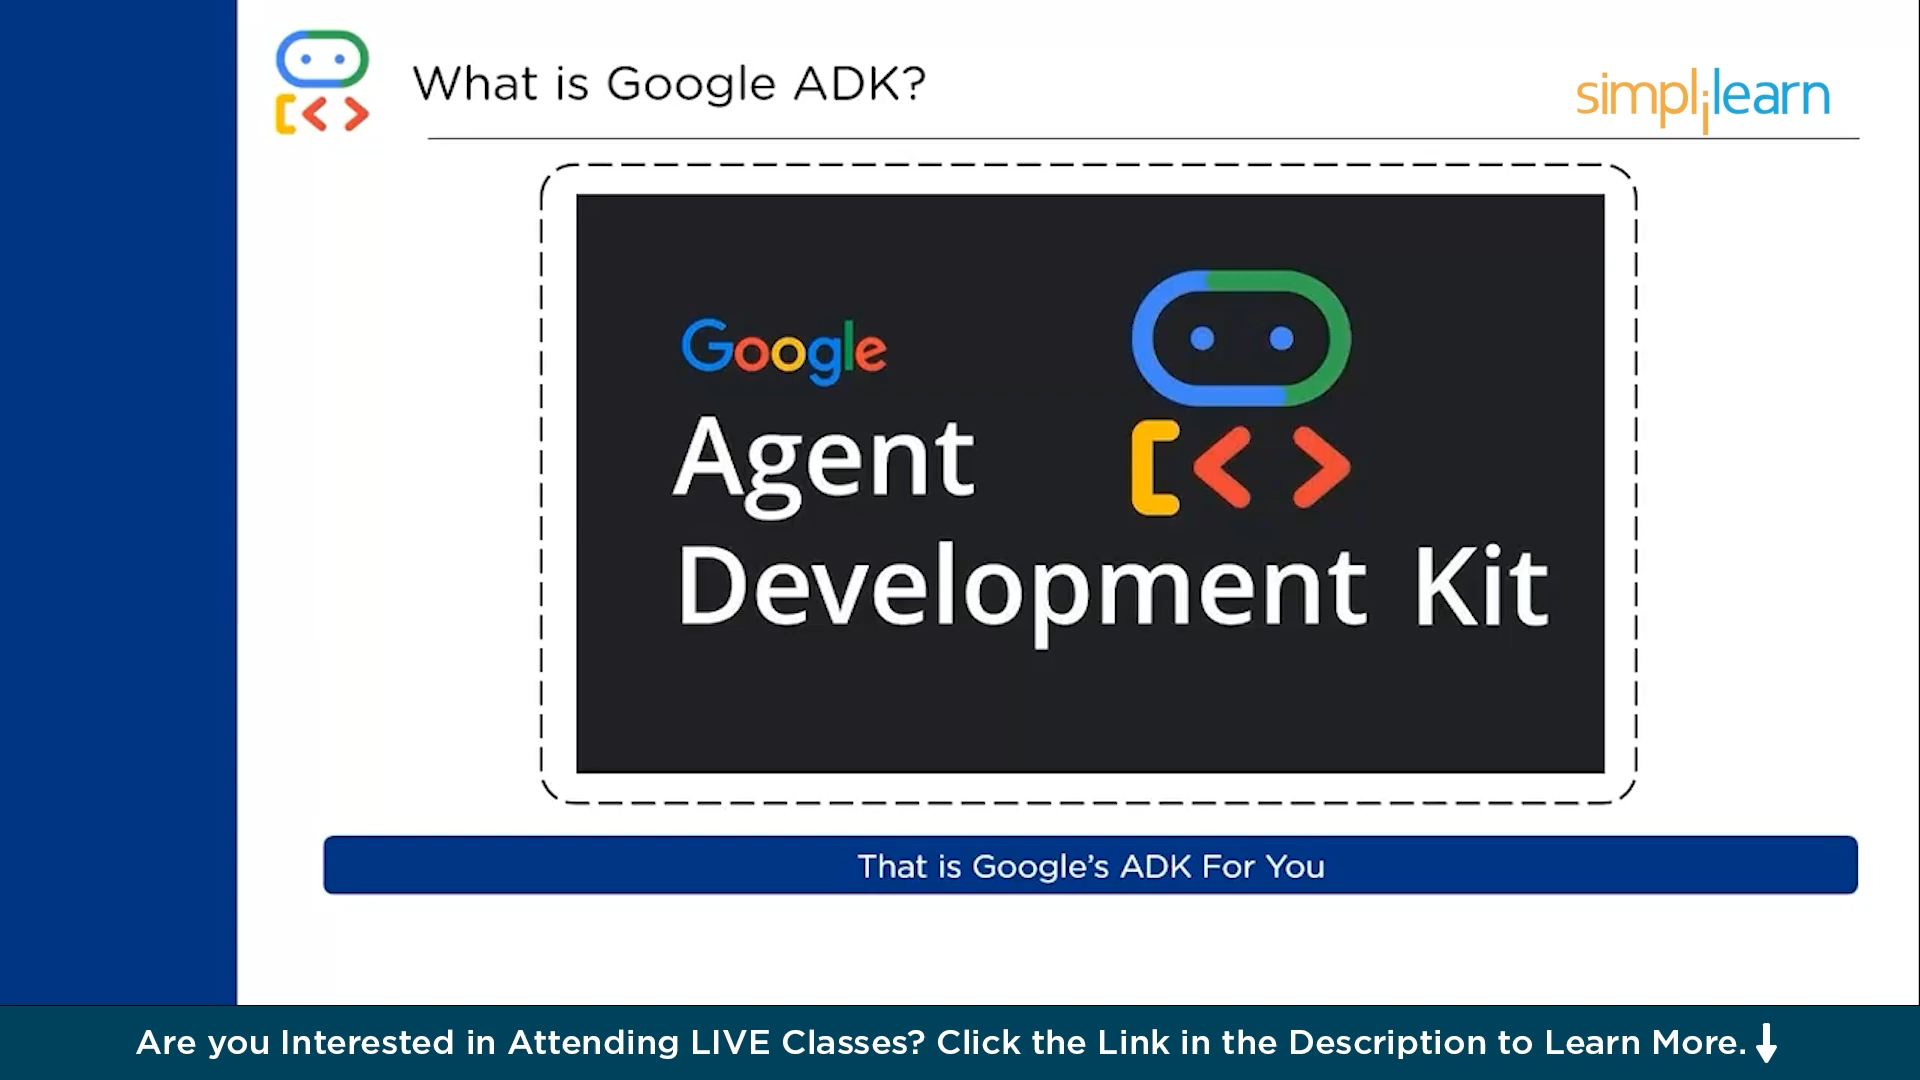 What is Google ADK?
simplilearn
Google
Agent
Development Kit
That is Google’s ADK For You
Are you Interested in Attending LIVE Classes? Click the Link in the Description to Learn More.